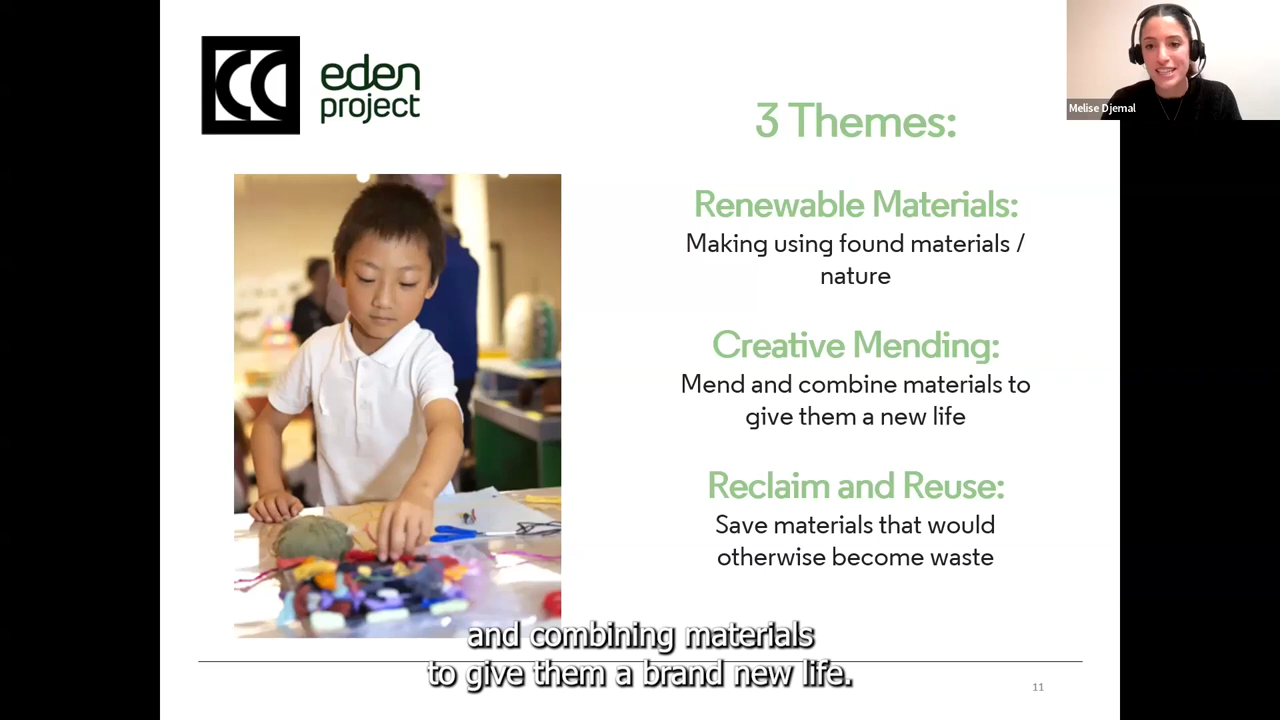 CC
eden
project
Melise Djemal
3 Themes:
Renewable Materials:
Making using found materials /
nature
Creative Mending:
Mend and combine materials to
give them a new life
Reclaim and Reuse:
Save materials that would
otherwise become waste
and combining materials
to give them a brand new life.
11